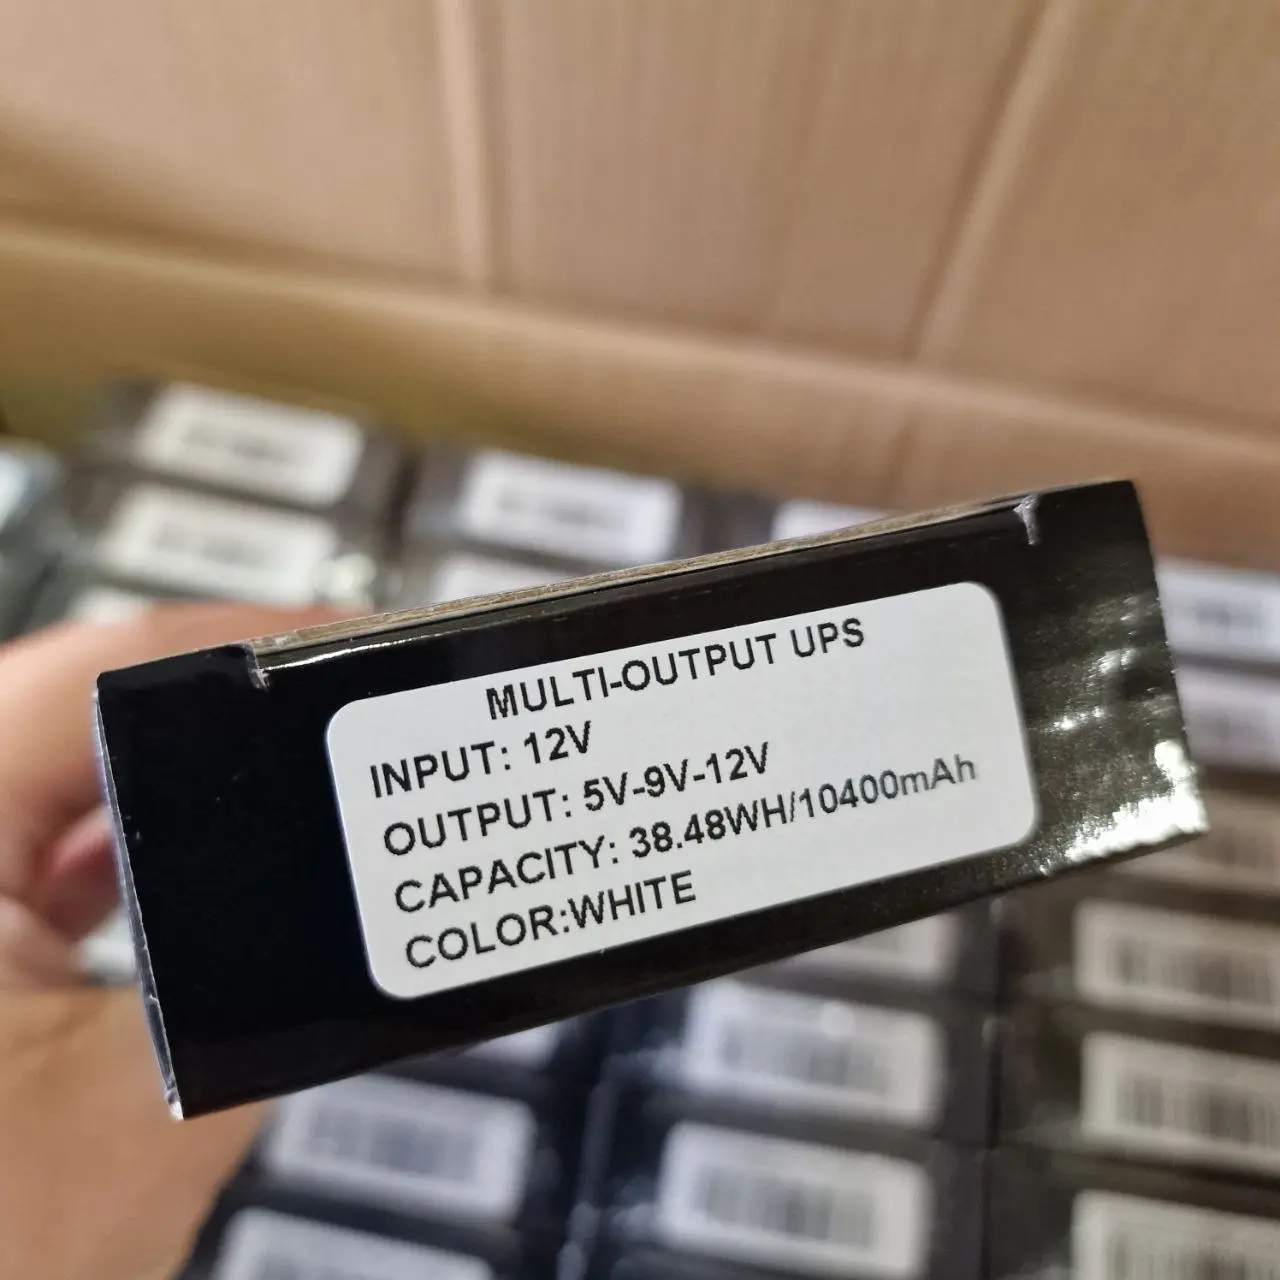 MULTI-OUTPUT UPS
INPUT: 12V
OUTPUT: 5V-9V-12V
CAPACITY: 38.48WH/10400mAh
COLOR:WHITE